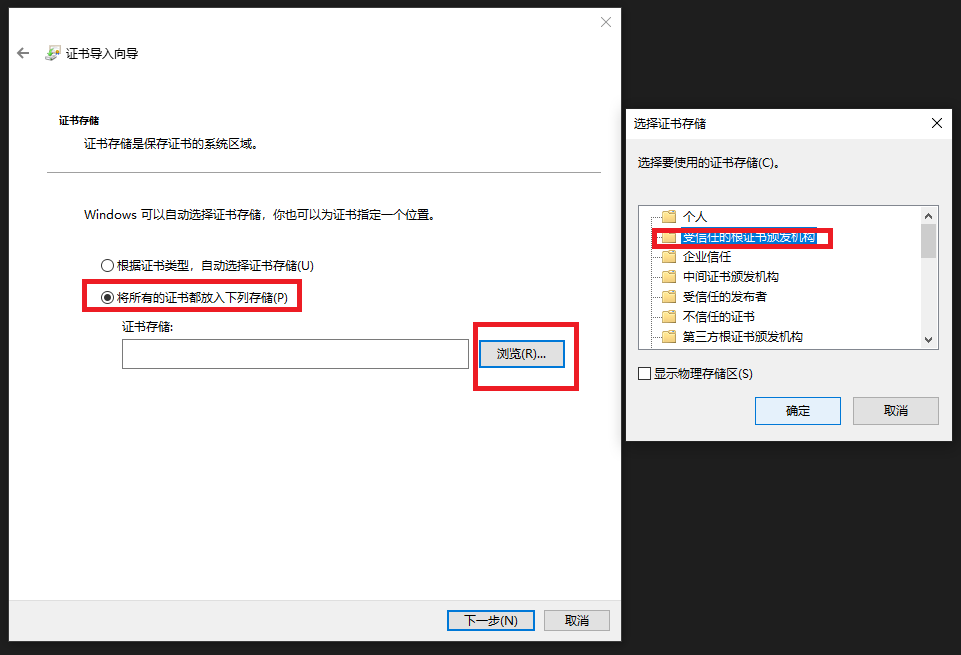 证书导入向导
证书存储
证书存储是保存证书的系统区域。
Windows 可以自动选择证书存储，你也可以为证书指定一个位置。
根据证书类型，自动选择证书存储(U)
将所有的证书都放入下列存储(P)
证书存储:
浏览(R)...
下一步(N)
取消
选择证书存储
选择要使用的证书存储(C)。
个人
受信任的根证书颁发机构
企业信任
中间证书颁发机构
受信任的发布者
不信任的证书
第三方根证书颁发机构
显示物理存储区(S)
确定
取消